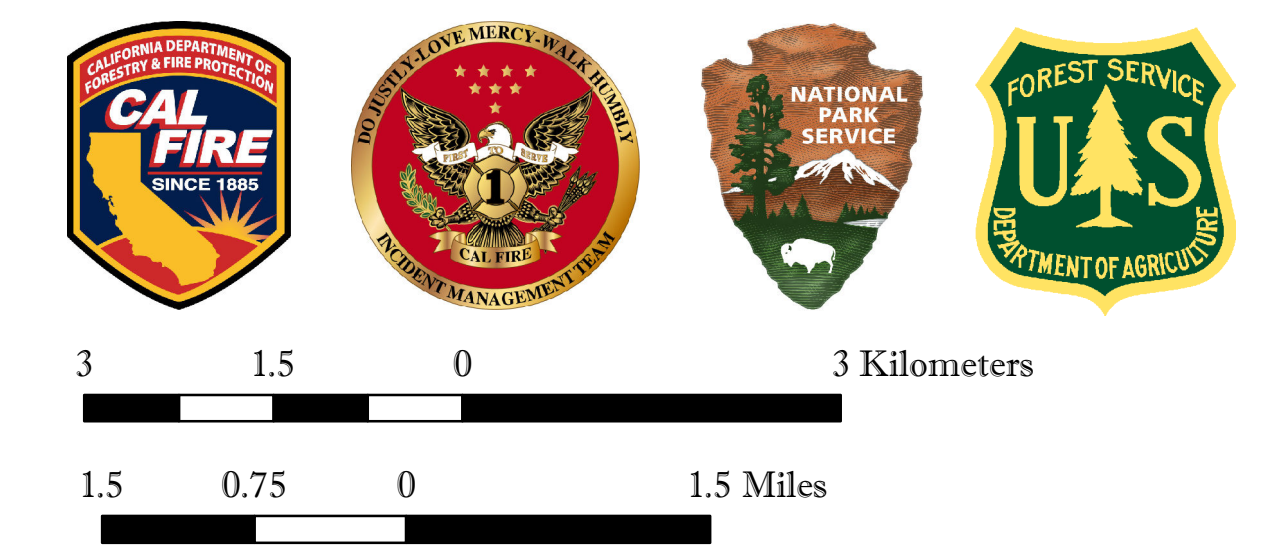 CALIFORNIA DEPARTMENT OF
FORESTRY & FIRE PROTECTION
CAL
FIRE
SINCE 1885
DO JUSTLY-LOVE MERCY-WALK HUMBLY
FIRST TO SERVE
1
CAL FIRE
INCIDENT MANAGEMENT TEAM
NATIONAL
PARK
SERVICE
FOREST SERVICE
U S
DEPARTMENT OF AGRICULTURE
3 1.5 0 3 Kilometers
1.5 0.75 0 1.5 Miles